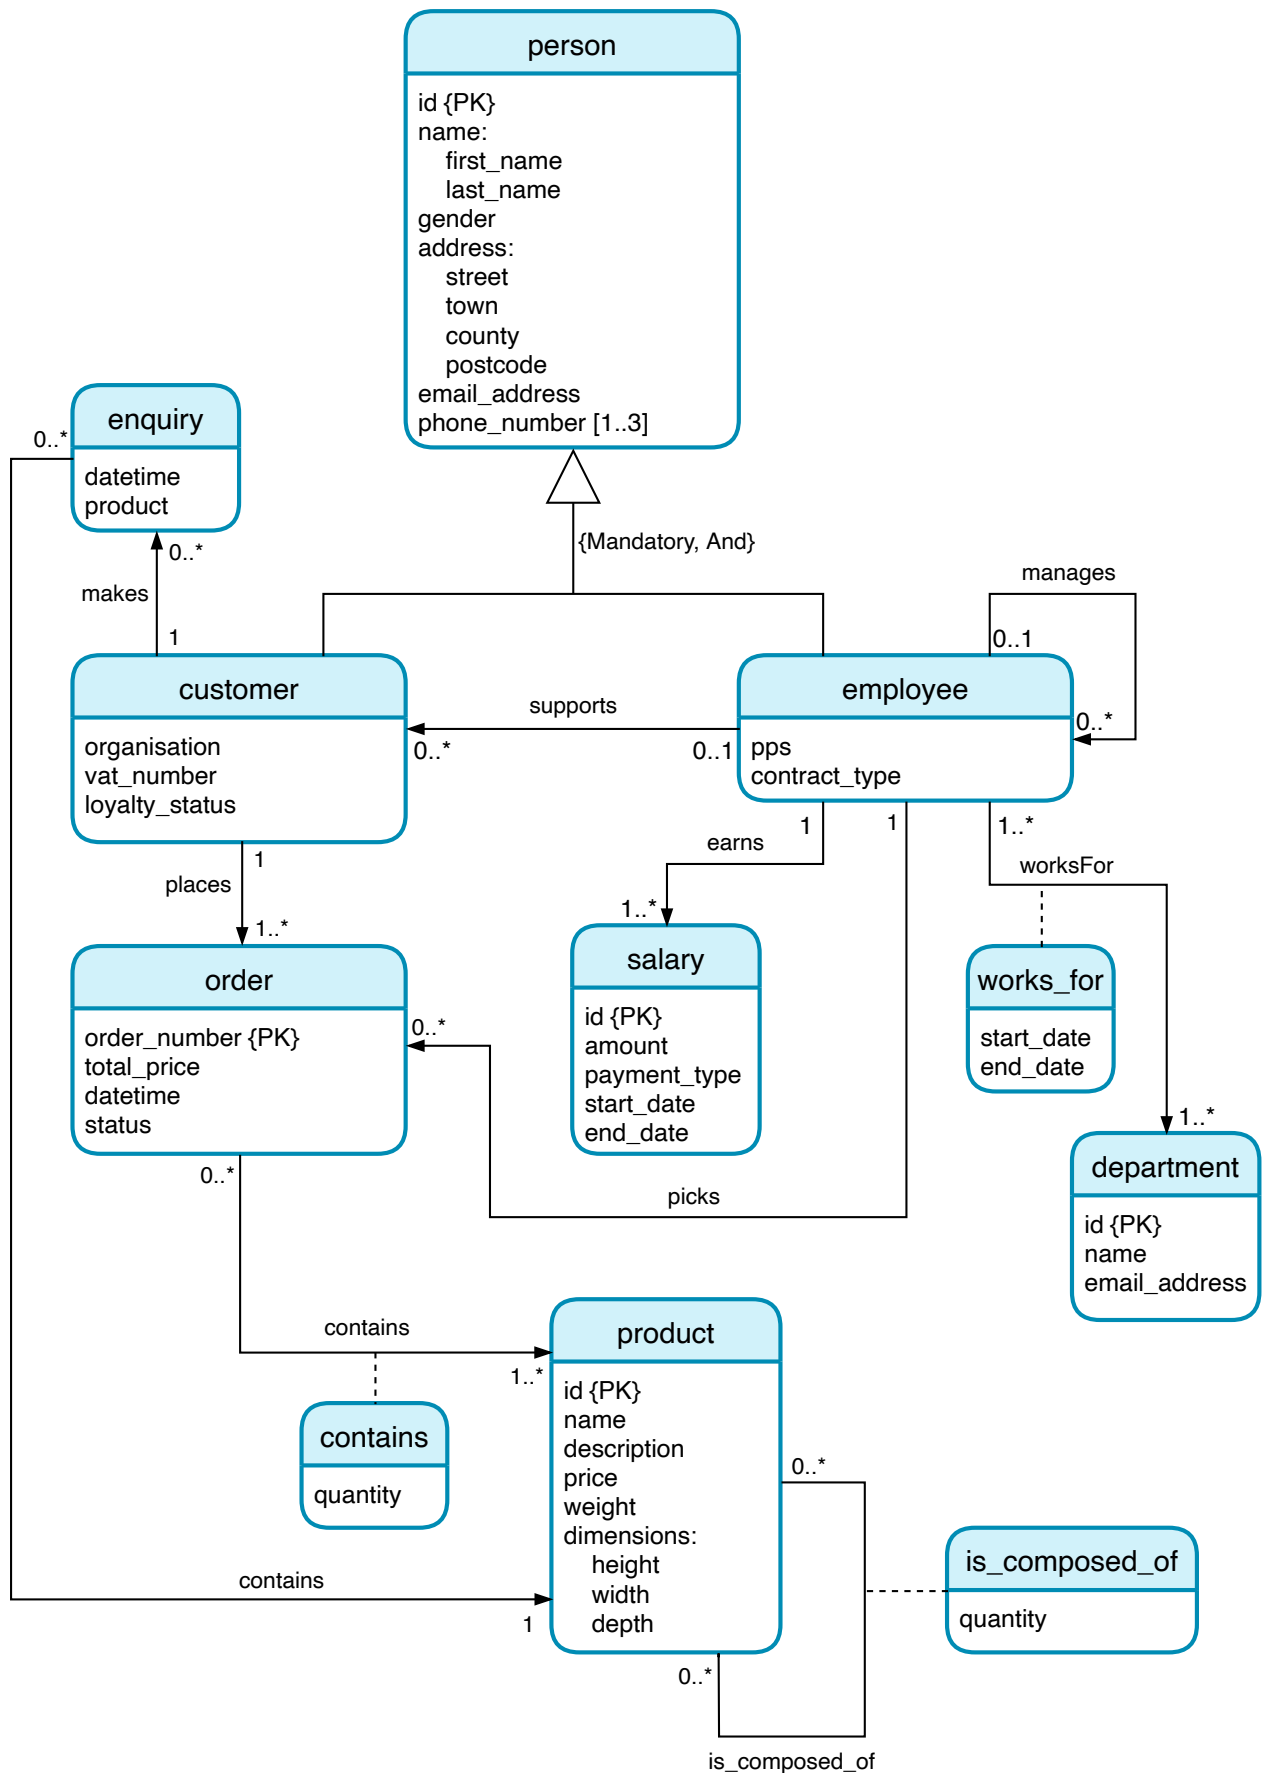 person
id {PK}
name:
first_name
last_name
gender
address:
street
town
county
postcode
email_address
phone_number [1..3]
enquiry
datetime
product
0..*
0..*
makes
1
{Mandatory, And}
manages
0..1
0..*
customer
organisation
vat_number
loyalty_status
supports
0..*
0..1
employee
pps
contract_type
1
places
1..*
1
earns
1..*
1
1..*
worksFor
order
order_number {PK}
total_price
datetime
status
0..*
0..*
salary
id {PK}
amount
payment_type
start_date
end_date
works_for
start_date
end_date
picks
1..*
department
id {PK}
name
email_address
contains
1..*
contains
quantity
product
id {PK}
name
description
price
weight
dimensions:
height
width
depth
0..*
contains
1
0..*
is_composed_of
is_composed_of
quantity